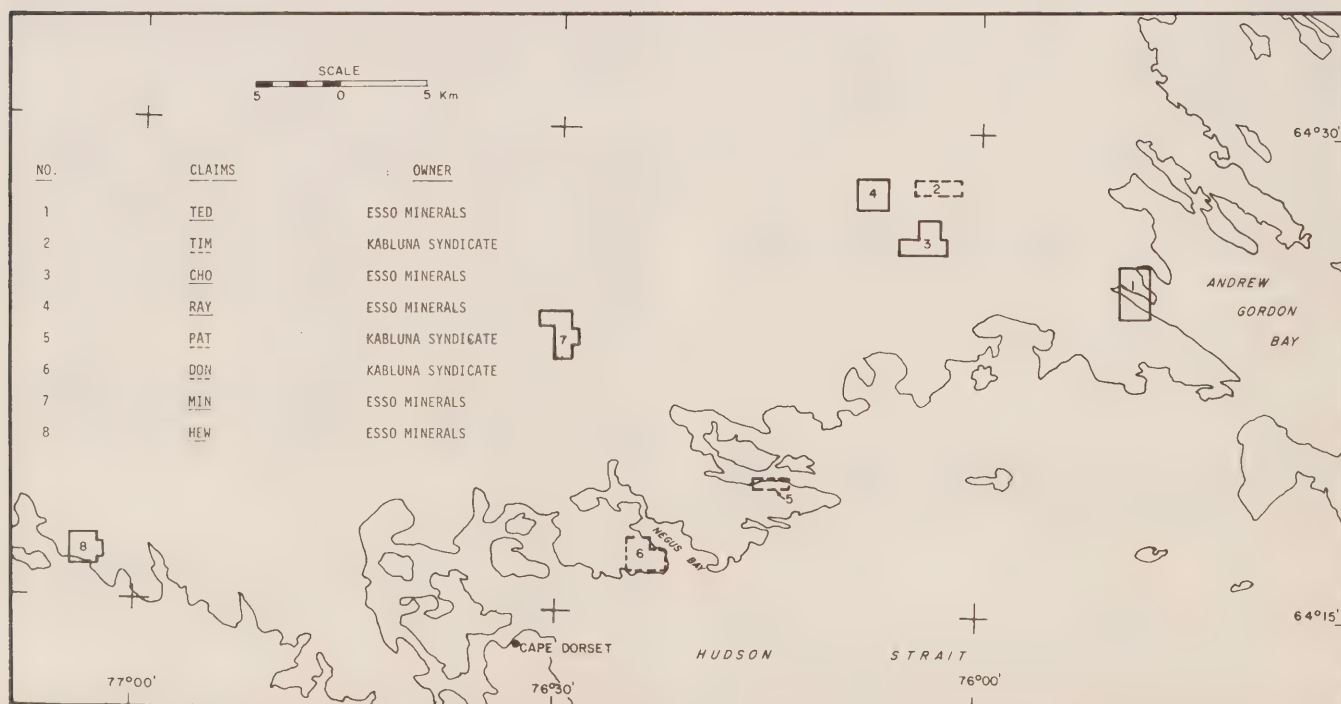 SCALE
5 0 5 Km
64°30'
NO. CLAIMS : OWNER
1 TED ESSO MINERALS
2 TIM KABLUNA SYNDICATE
3 CHO ESSO MINERALS
4 RAY ESSO MINERALS
5 PAT KABLUNA SYNDICATE
6 DON KABLUNA SYNDICATE
7 MIN ESSO MINERALS
8 HEW ESSO MINERALS
4
2
3
1
ANDREW
GORDON
BAY
7
5
NEGUS
BAY
6
8
64°15'
CAPE DORSET
HUDSON STRAIT
77°00'
76°30'
76°00'